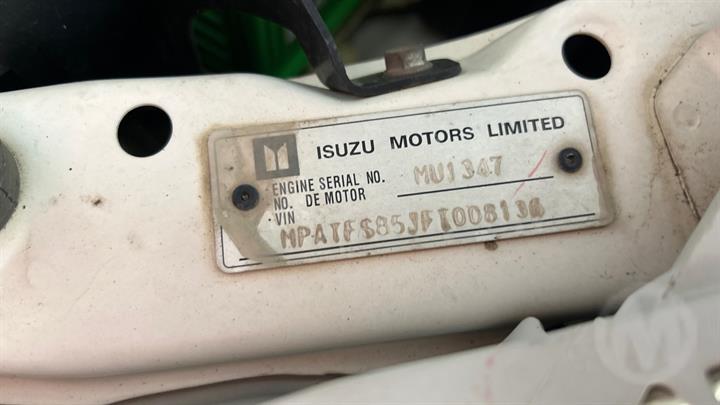 ISUZU MOTORS LIMITED
ENGINE SERIAL NO. MU1347
NO. DE MOTOR
VIN MPATFS85JFT008136